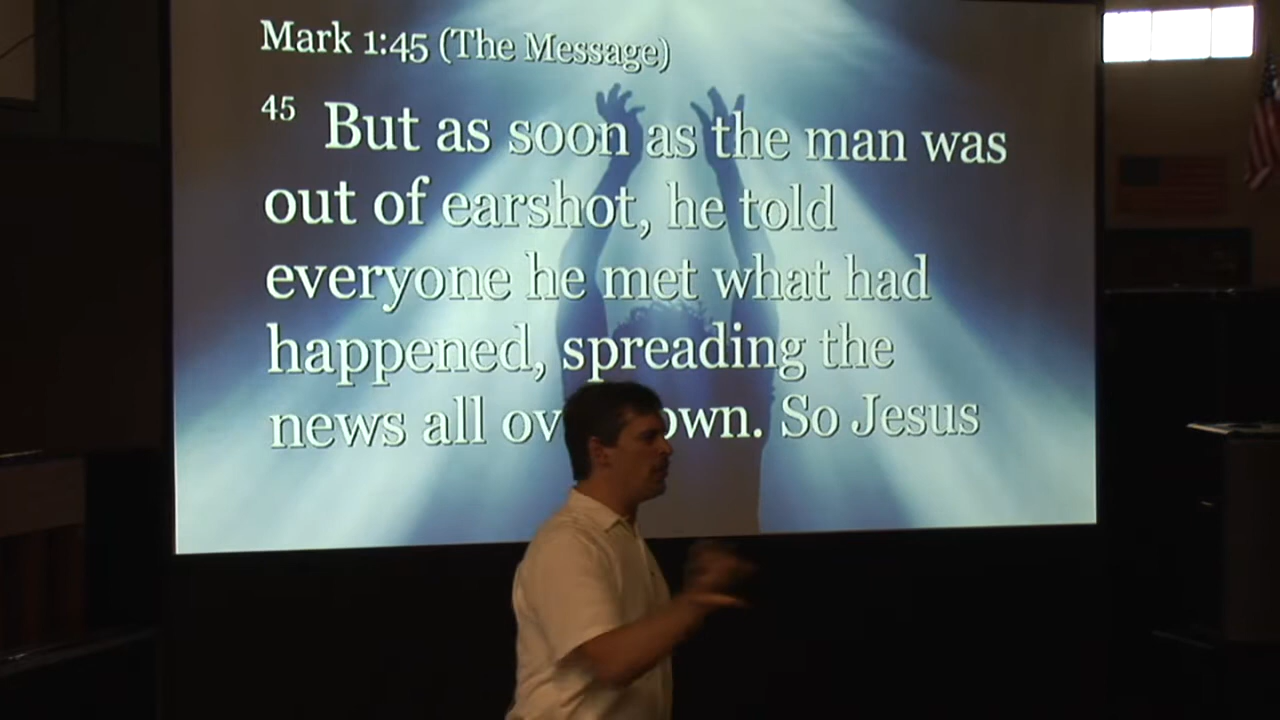 Mark 1:45 (The Message)
45 But as soon as the man was
out of earshot, he told
everyone he met what had
happened, spreading the
news all ov own. So Jesus